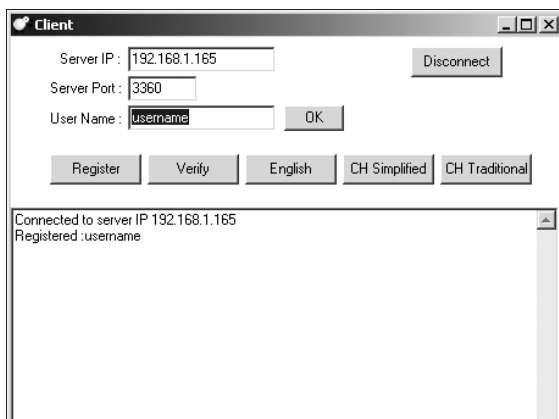 Client
Server IP : 192.168.1.165
Disconnect
Server Port : 3360
User Name : username OK
Register Verify English CH Simplified CH Traditional
Connected to server IP 192.168.1.165
Registered :username